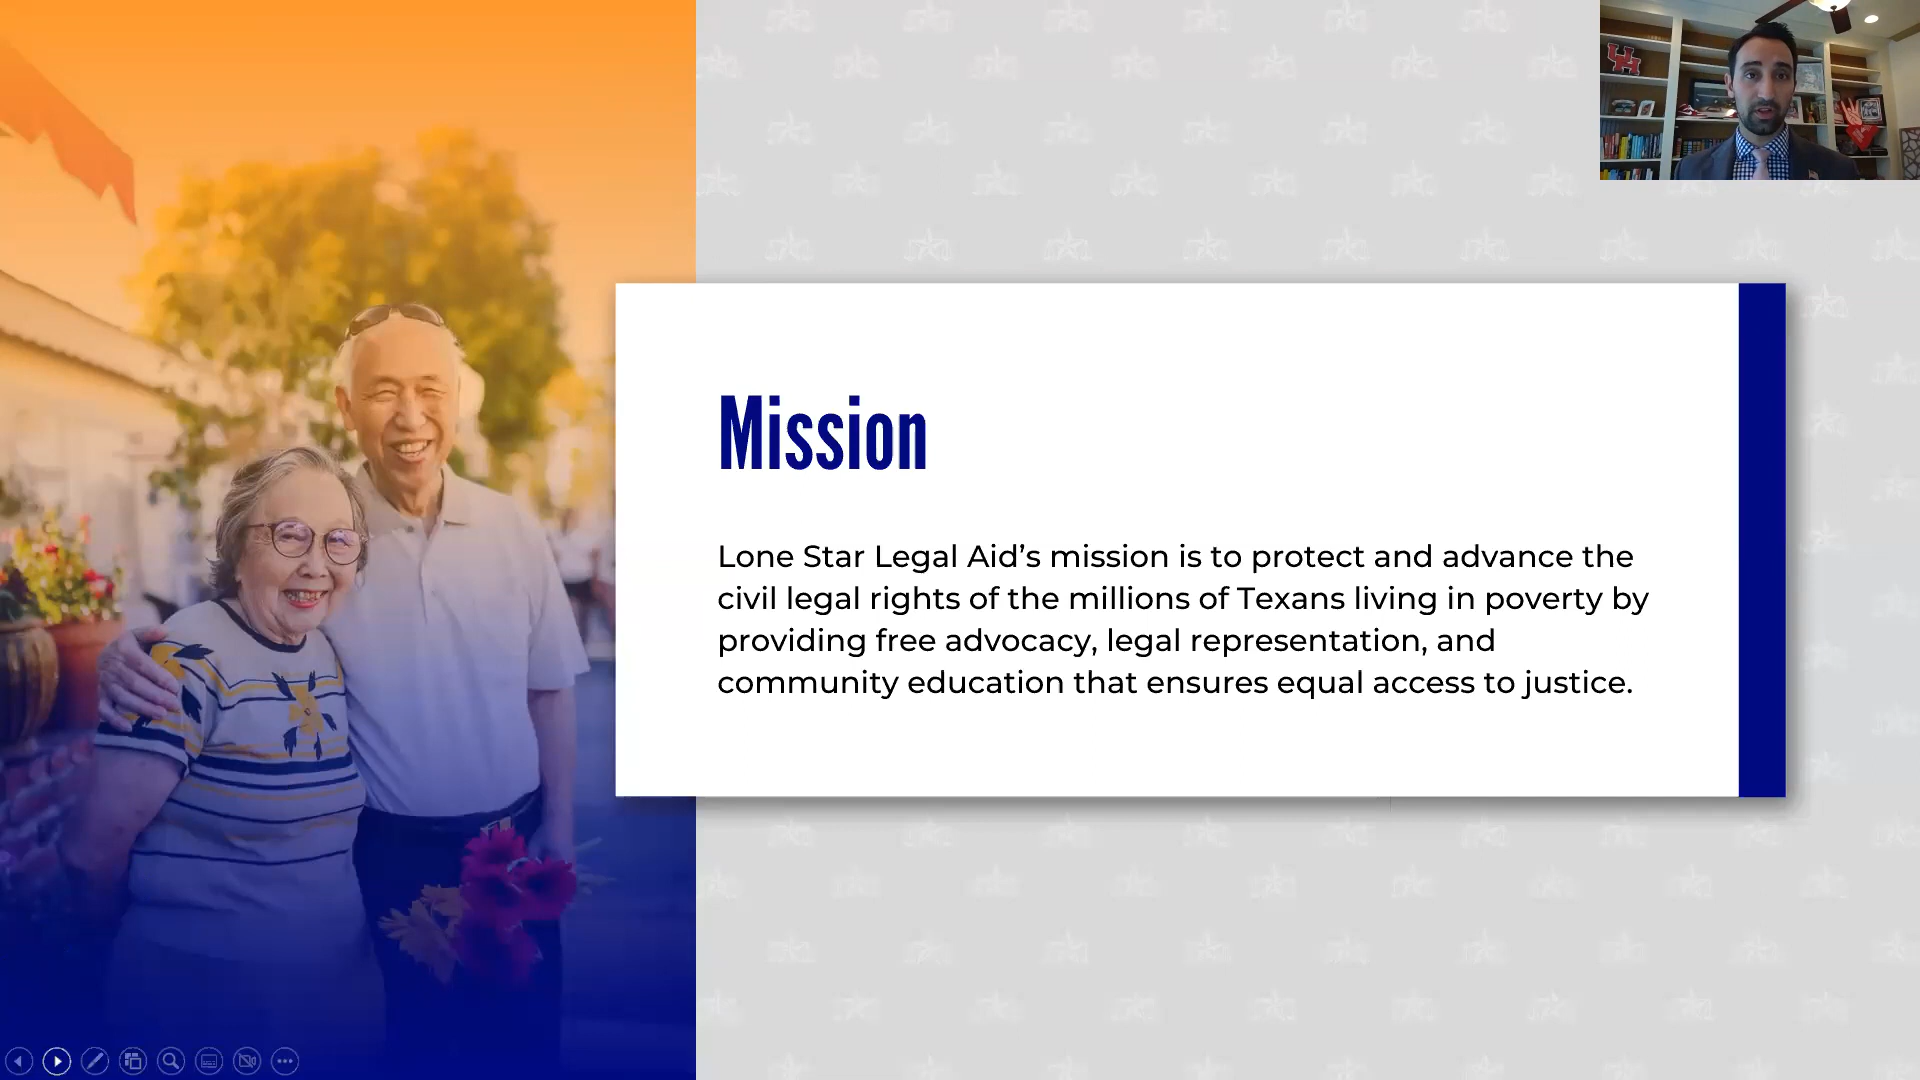 Mission
Lone Star Legal Aid’s mission is to protect and advance the
civil legal rights of the millions of Texans living in poverty by
providing free advocacy, legal representation, and
community education that ensures equal access to justice.